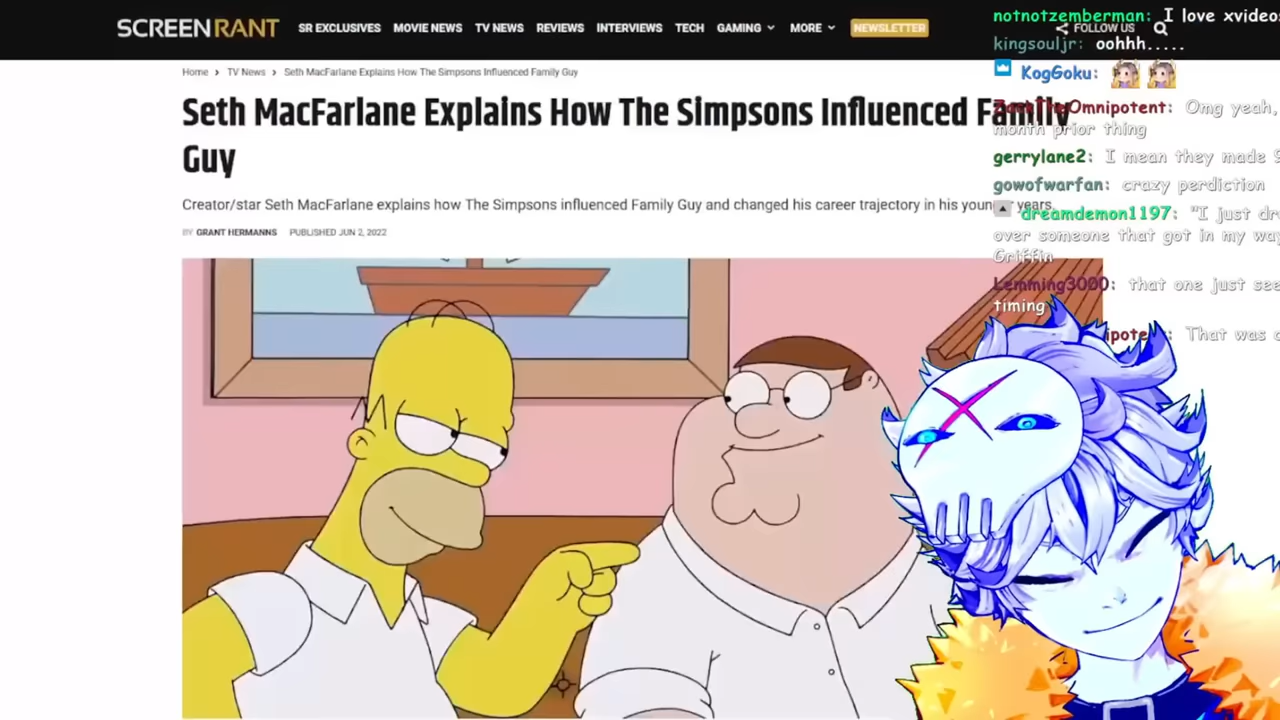 SCREENRANT
SR EXCLUSIVES MOVIE NEWS TV NEWS REVIEWS INTERVIEWS TECH GAMING MORE NEWSLETTER FOLLOW US
Home > TV News > Seth MacFarlane Explains How The Simpsons Influenced Family Guy
Seth MacFarlane Explains How The Simpsons Influenced Family
Guy
Creator/star Seth MacFarlane explains how The Simpsons influenced Family Guy and changed his career trajectory in his younger years.
BY GRANT HERMANNS PUBLISHED JUN 2, 2022
notnotzemberman: I love xvideos
kingsouljr: oohhh.....
KogGoku:
ZackTheOmnipotent: Omg yeah,
month prior thing
gerrylane2: I mean they made 9
gowofwarfan: crazy perdiction
dreamdemon1197: "I just
over someone that got in my way
Griffin
Lemming3000: that one just
timing
That was